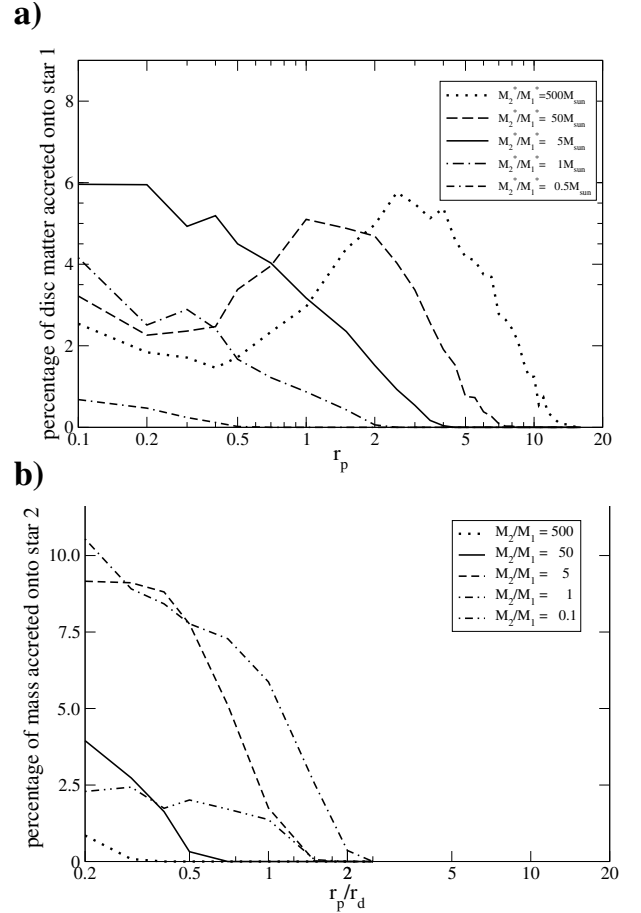 a)
percentage of disc matter accreted onto star 1
8
6
4
2
0
M2*/M1*=500Msun
M2*/M1*= 50Msun
M2*/M1*= 5Msun
M2*/M1*= 1Msun
M2*/M1*= 0.5Msun
0.1 0.2 0.5 1 2 5 10 20
rp
b)
percentage of mass accreted onto star 2
10.0
7.5
5.0
2.5
0
M2/M1 = 500
M2/M1 = 50
M2/M1 = 5
M2/M1 = 1
M2/M1 = 0.1
0.2 0.5 1 2 5 10 20
rp/rd